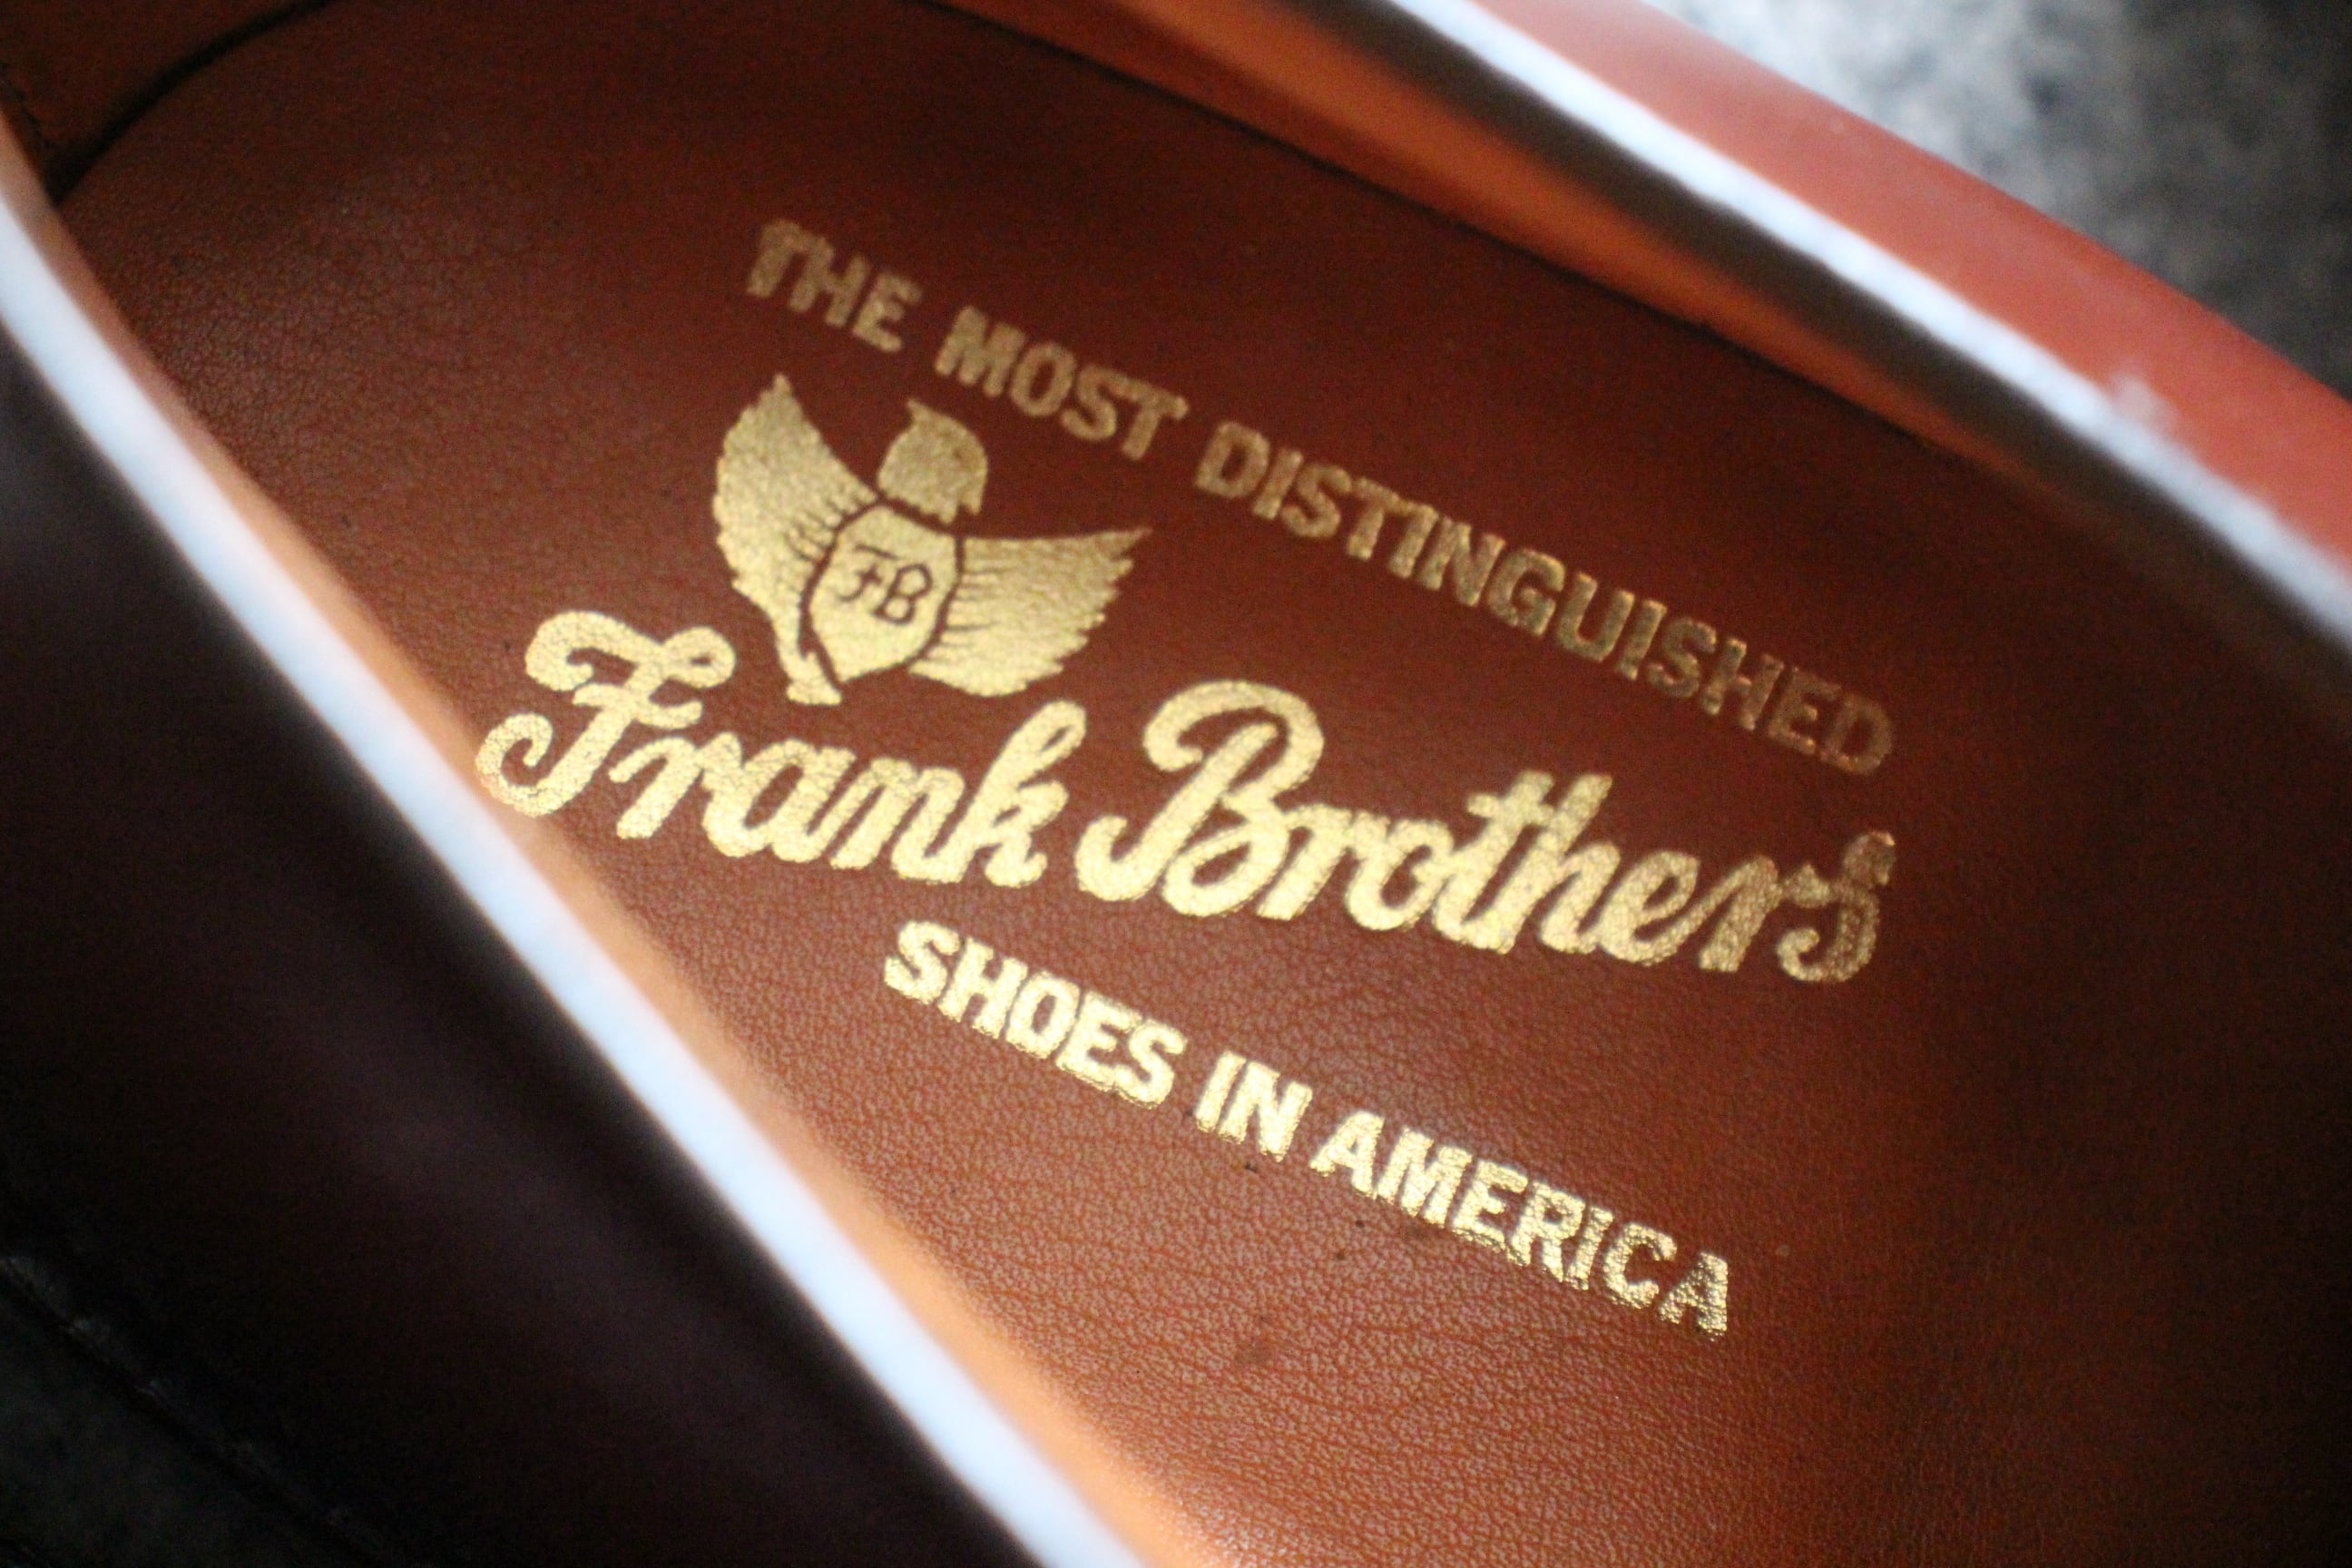 THE MOST DISTINGUISHED
FB
Frank Brothers
SHOES IN AMERICA